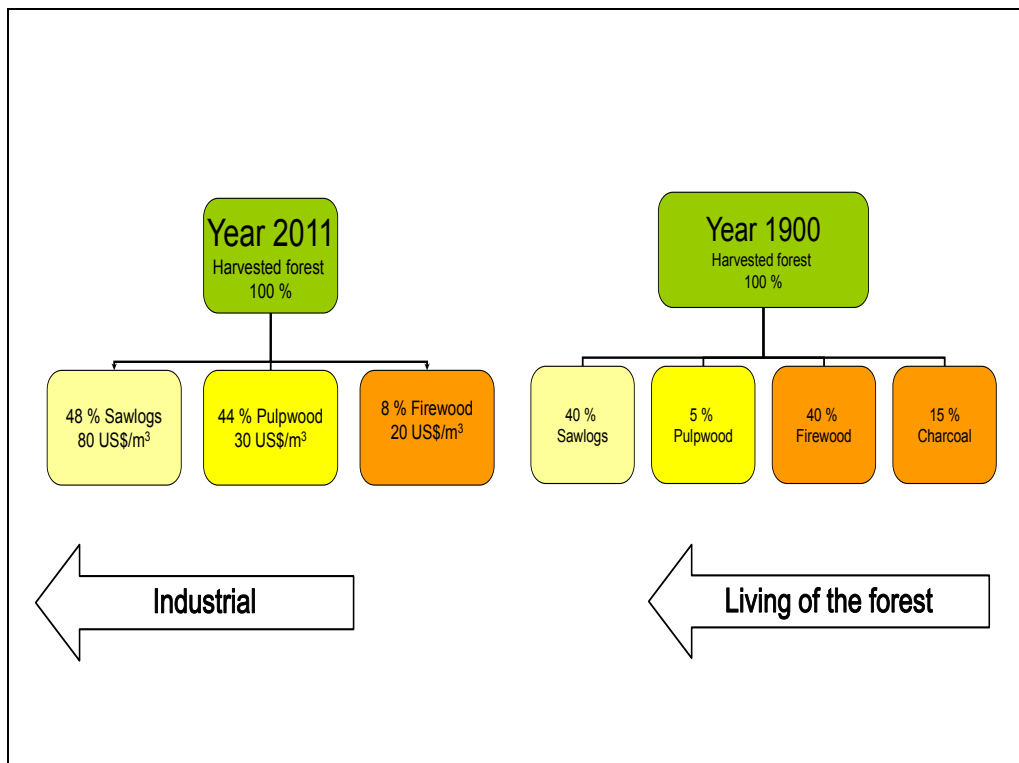 Year 2011
Harvested forest
100 %
48 % Sawlogs
80 US$/m³
44 % Pulpwood
30 US$/m³
8 % Firewood
20 US$/m³
Industrial
Year 1900
Harvested forest
100 %
40 %
Sawlogs
5 %
Pulpwood
40 %
Firewood
15 %
Charcoal
Living of the forest